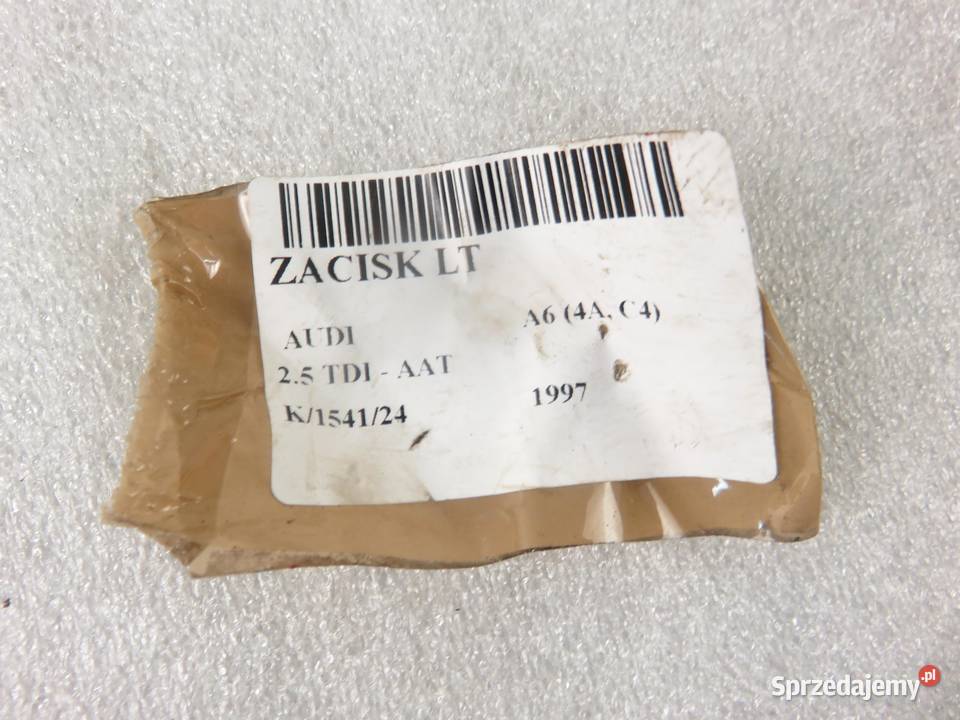 ZACISK LT
AUDI
A6 (4A, C4)
2.5 TDI - AAT
K/1541/24
1997
Sprzedajemy.pl